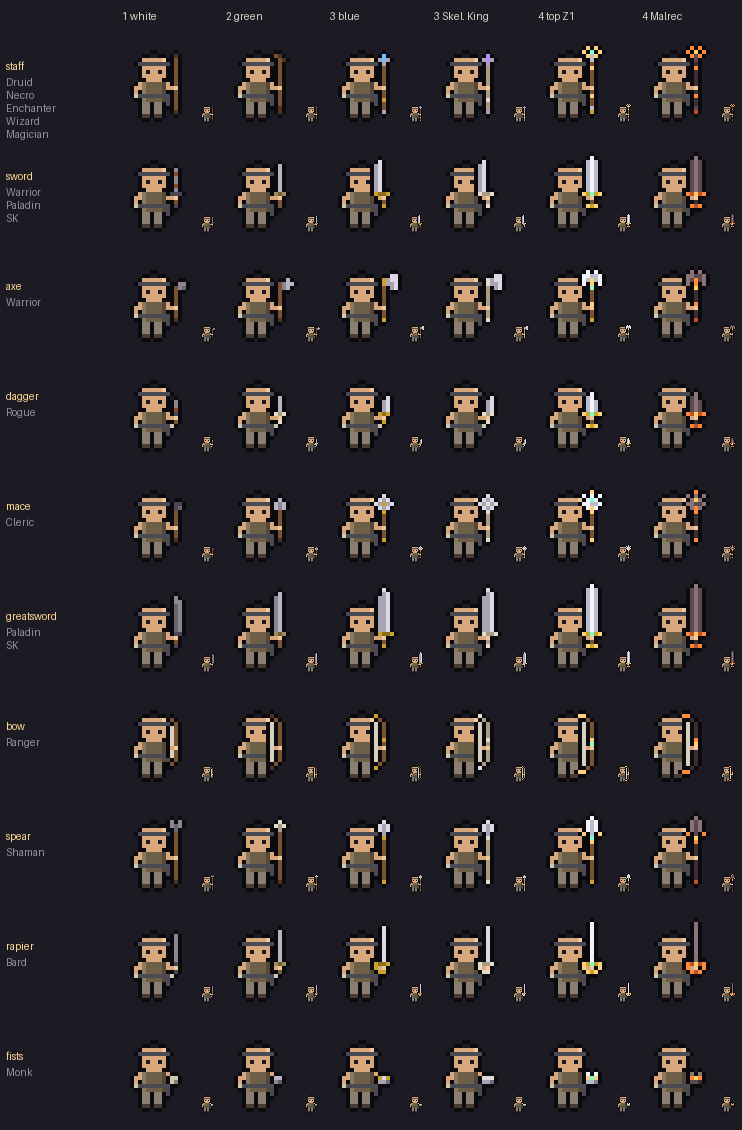 1 white 2 green 3 blue 3 Skel. King 4 top Z1 4 Malrec
staff
Druid
Necro
Enchanter
Wizard
Magician
sword
Warrior
Paladin
SK
axe
Warrior
dagger
Rogue
mace
Cleric
greatsword
Paladin
SK
bow
Ranger
spear
Shaman
rapier
Bard
fists
Monk